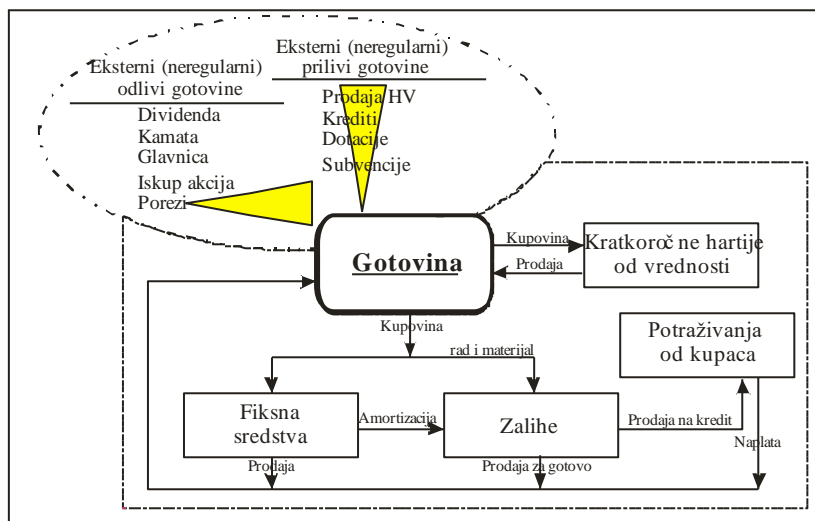 Eksterni (neregularni)
odlivi gotovine
Dividenda
Kamata
Glavnica
Iskup akcija
Porezi
Eksterni (neregularni)
prilivi gotovine
Prodaja HV
Krediti
Dotacije
Subvencije
Gotovina
Kupovina
Prodaja
Kratkoročne hartije
od vrednosti
Kupovina
rad i materijal
Potraživanja
od kupaca
Fiksna
sredstva
Amortizacija
Zalihe
Prodaja na kredit
Naplata
Prodaja
Prodaja za gotovo